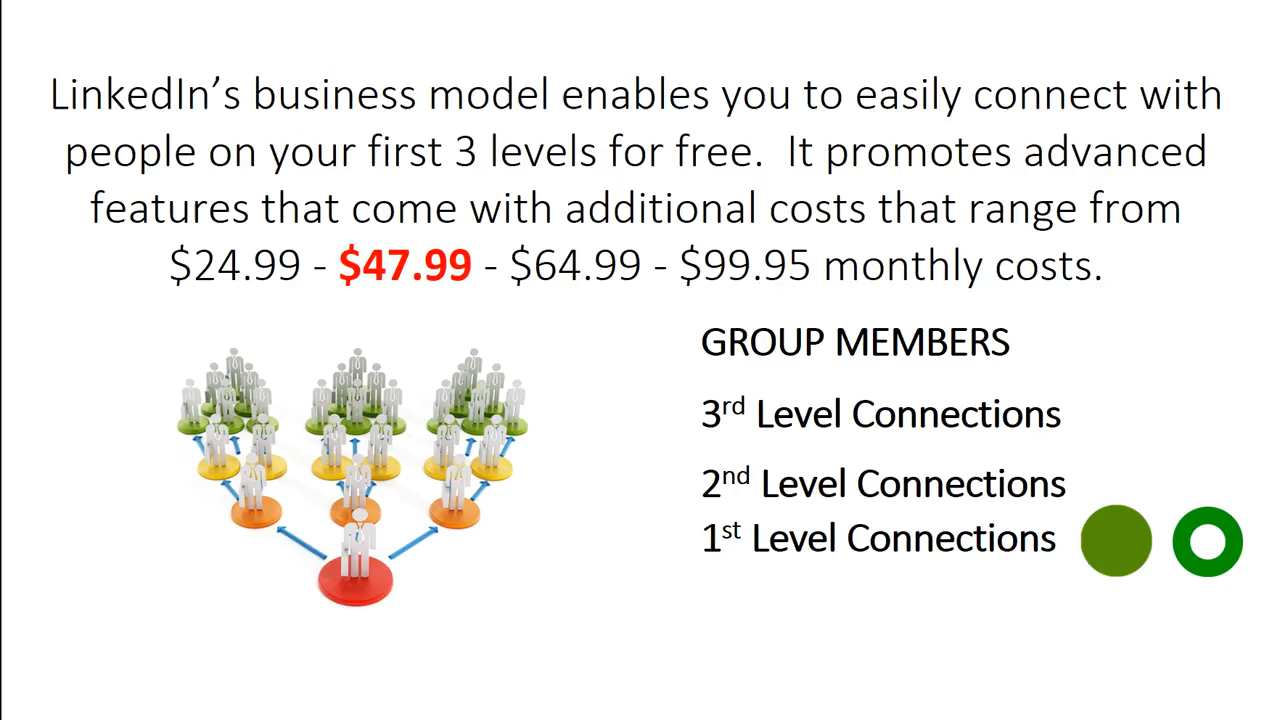 LinkedIn’s business model enables you to easily connect with
people on your first 3 levels for free.  It promotes advanced
features that come with additional costs that range from
$24.99 - $47.99 - $64.99 - $99.95 monthly costs.
GROUP MEMBERS
3rd Level Connections
2nd Level Connections
1st Level Connections